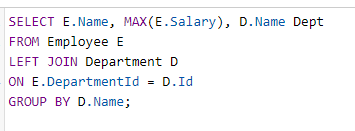 SELECT E.Name, MAX(E.Salary), D.Name Dept
FROM Employee E
LEFT JOIN Department D
ON E.DepartmentId = D.Id
GROUP BY D.Name;